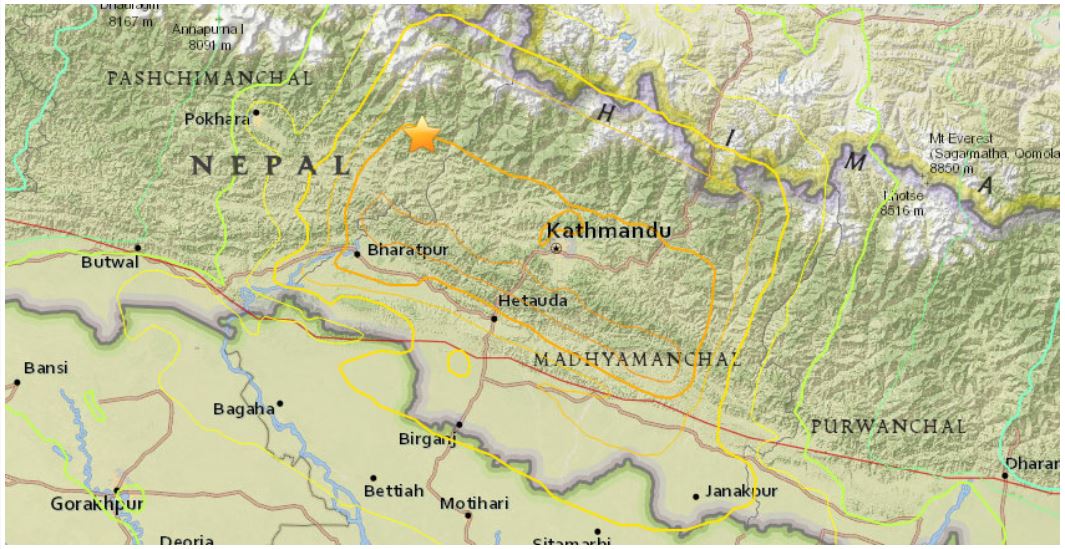 8167 m
Annapurna I
8091 m
PASHCHIMANCHAL
Pokhara
NEPAL
H
I
M
A
Mt Everest
(Sagarmatha, Qomola
8850 m
Lhotse
8516 m
Kathmandu
Bharatpur
Butwal
Hetauda
MADHYAMANCHAL
Bansi
Bagaha
Birganj
PURWANCHAL
Bettiah
Janakpur
Dharan
Gorakhpur
Motihari
Deoria
Sitamarhi